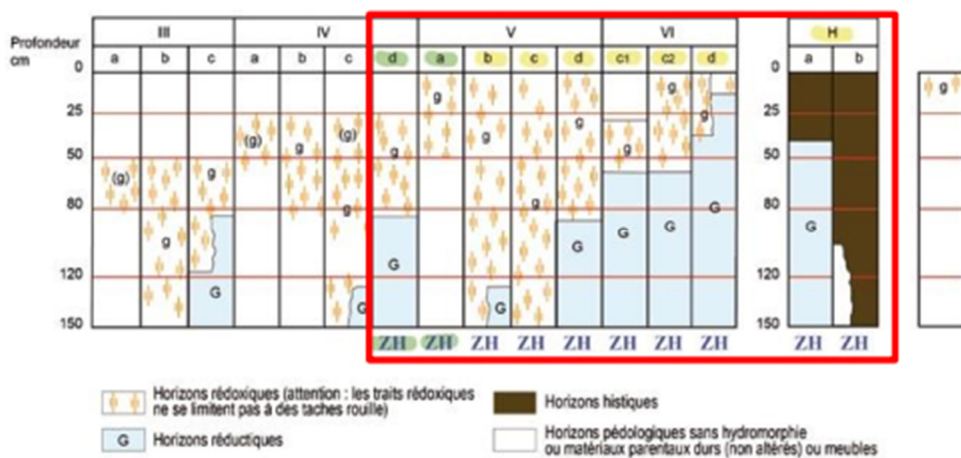 Profondeur
cm
III IV V VI H
a b c a b c d a b c d c1 c2 d a b
0 0
25 25
50 50
80 80
120 120
150 150
(g) g g g G
(g) g (g) g G g G
g g G g g G
g G g G g G
G
g
ZH ZH ZH ZH ZH ZH ZH ZH ZH
Horizons rédoxiques (attention : les traits rédoxiques
ne se limitent pas à des taches rouille)
G Horizons réductiques
Horizons histiques
Horizons pédologiques sans hydromorphie
ou matériaux parentaux durs (non altérés) ou meubles